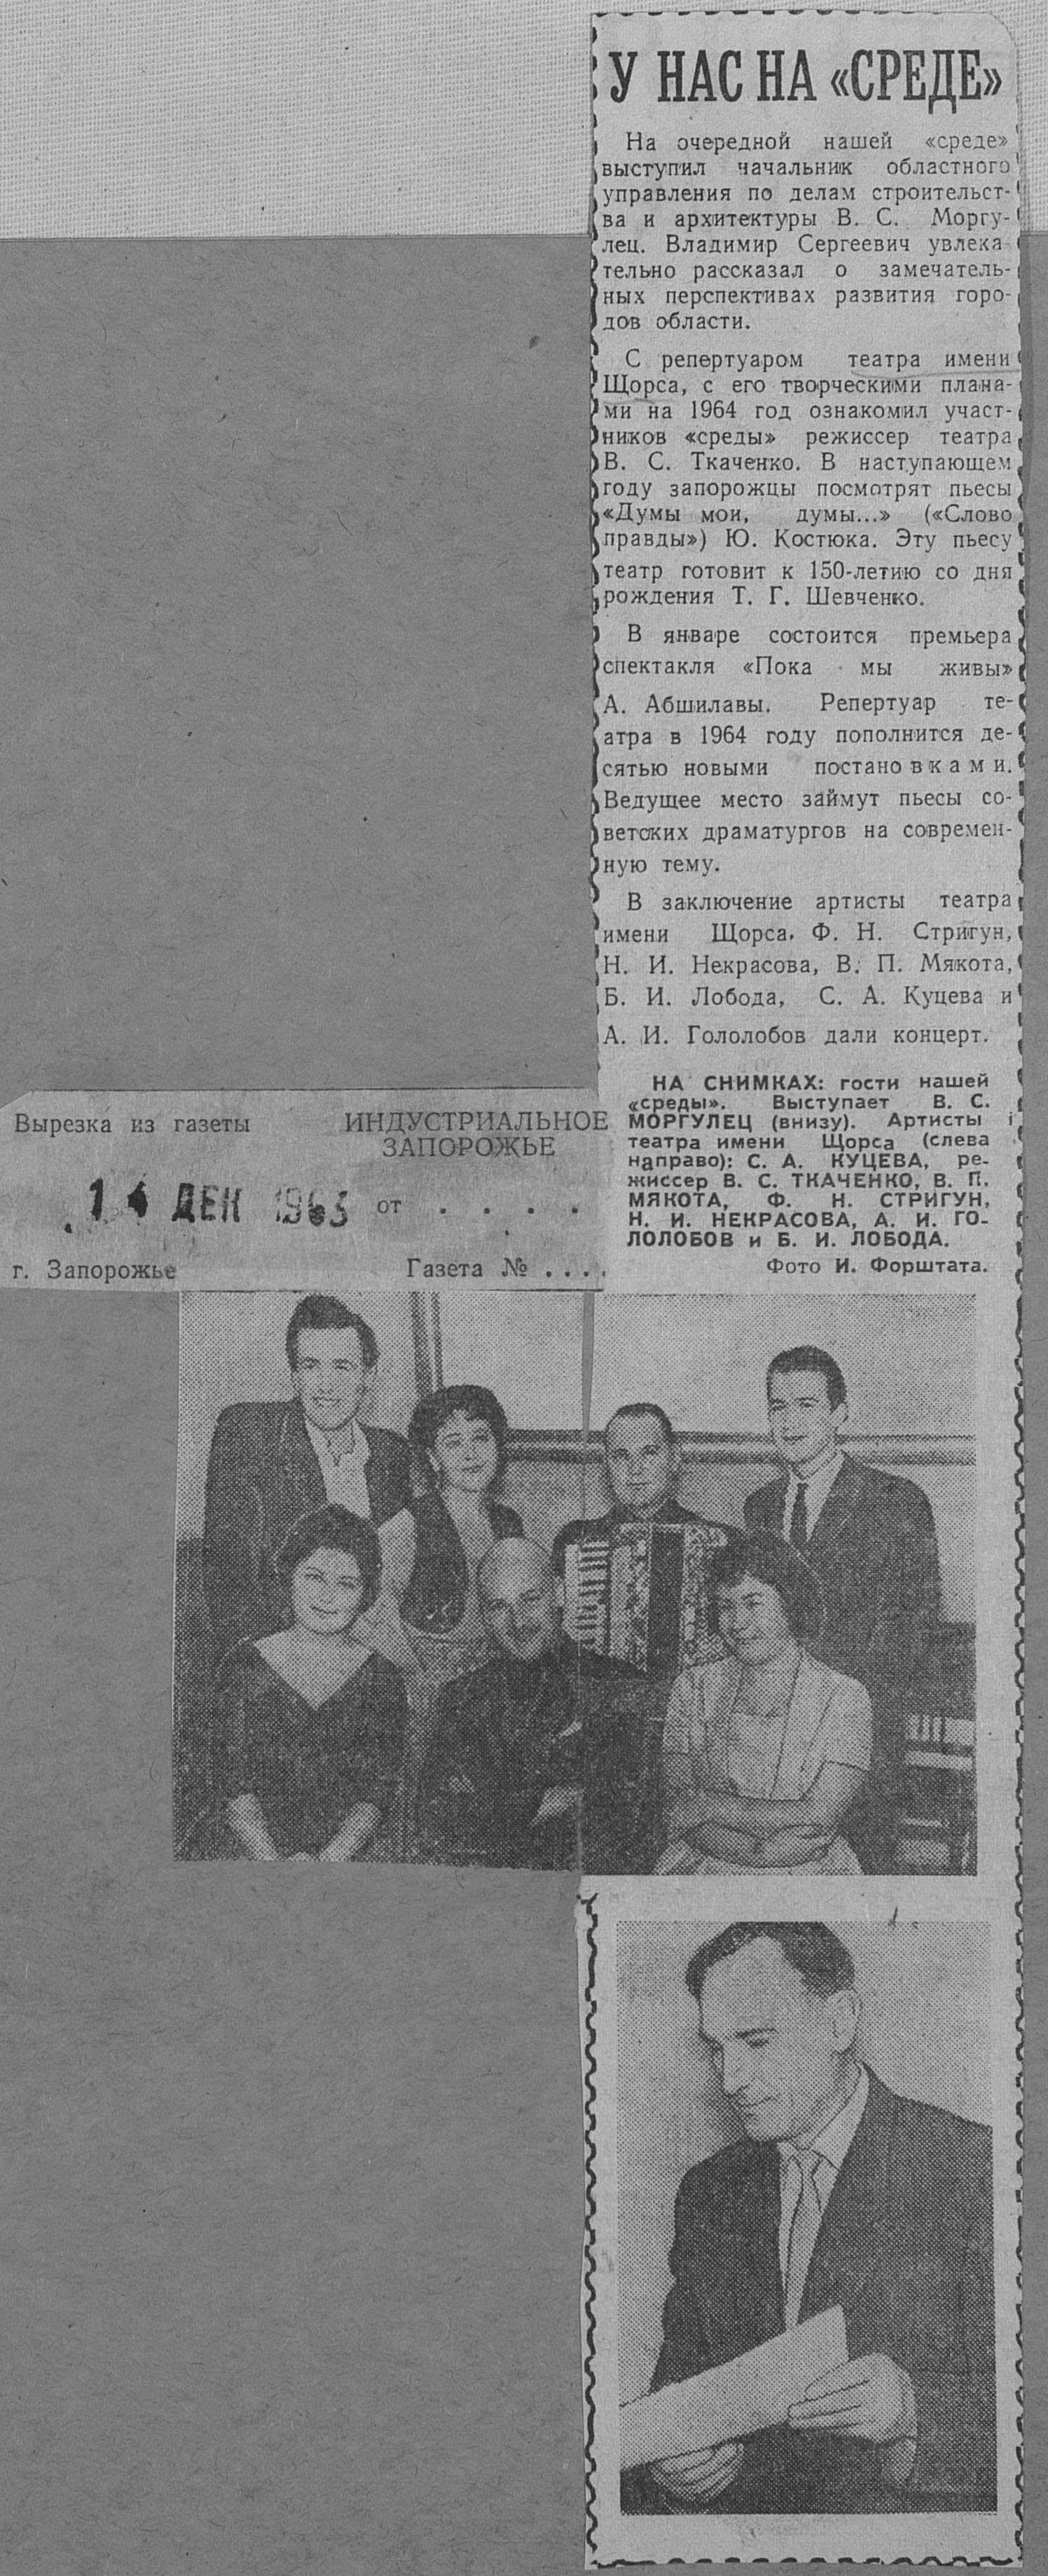 У НАС НА «СРЕДЕ»
На очередной нашей «среде»
выступил чачальник областного
управления по делам строительст-
ва и архитектуры В. С. Моргу-
лец. Владимир Сергеевич увлека-
тельно рассказал о замечатель-
ных перспективах развития горо-
дов области.
С репертуаром театра имени
Щорса, с его творческими плана-
ми на 1964 год ознакомил участ-
ников «среды» режиссер театра
В. С. Ткаченко. В наступающем
году запорожцы посмотрят пьесы
«Думы мои, думы...» («Слово
правды») Ю. Костюка. Эту пьесу
театр готовит к 150-летию со дня
рождения Т. Г. Шевченко.
В январе состоится премьера
спектакля «Пока мы живы»
А. Абшилавы. Репертуар те-
атра в 1964 году пополнится де-
сятью новыми постановками.
Ведущее место займут пьесы со-
ветских драматургов на современ-
ную тему.
В заключение артисты театра
имени Щорса. Ф. Н. Стригун,
Н. И. Некрасова, В. П. Мякота,
Б. И. Лобода, С. А. Куцева и
А. И. Гололобов дали концерт.
НА СНИМКАХ: гости нашей
«среды». Выступает В. С.
МОРГУЛЕЦ (внизу). Артисты
театра имени Щорса (слева
направо): С. А. КУЦЕВА, ре-
жиссер В. С. ТКАЧЕНКО, В. П.
МЯКОТА, Ф. Н. СТРИГУН,
Н. И. НЕКРАСОВА, А. И. ГО-
ЛОЛОБОВ и Б. И. ЛОБОДА.
Фото И. Форштата.
Вырезка из газеты ИНДУСТРИАЛЬНОЕ
ЗАПОРОЖЬЕ
14 ДЕК 1963 от . . . .
г. Запорожье Газета № . . . .